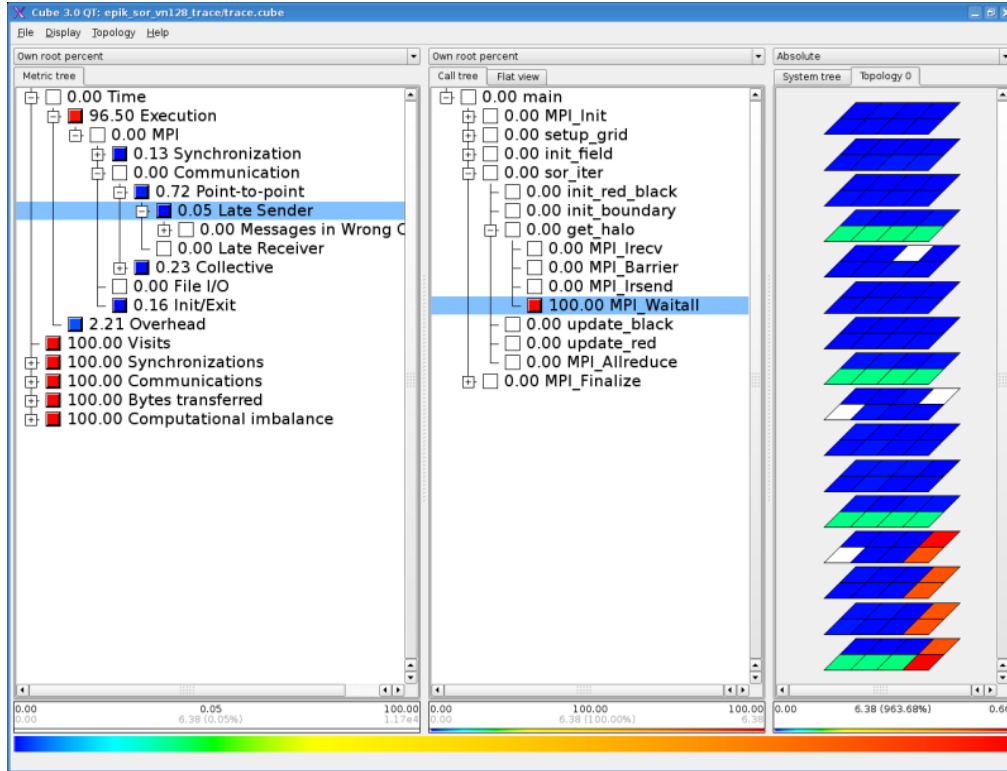 Cube 3.0 QT: epik_sor_vn128_trace/trace.cube
File Display Topology Help
Own root percent
Metric tree
0.00 Time
96.50 Execution
0.00 MPI
0.13 Synchronization
0.00 Communication
0.72 Point-to-point
0.05 Late Sender
0.00 Messages in Wrong C
0.00 Late Receiver
0.23 Collective
0.00 File I/O
0.16 Init/Exit
2.21 Overhead
100.00 Visits
100.00 Synchronizations
100.00 Communications
100.00 Bytes transferred
100.00 Computational imbalance
0.00 0.05 100.00
0.00 6.38 (0.05%) 1.17e4
Own root percent
Call tree Flat view
0.00 main
0.00 MPI_Init
0.00 setup_grid
0.00 init_field
0.00 sor_iter
0.00 init_red_black
0.00 init_boundary
0.00 get_halo
0.00 MPI_Irecv
0.00 MPI_Barrier
0.00 MPI_Irsend
100.00 MPI_Waitall
0.00 update_black
0.00 update_red
0.00 MPI_Allreduce
0.00 MPI_Finalize
0.00 100.00 100.00
0.00 6.38 (100.00%) 6.38
Absolute
System tree Topology 0
0.00 6.38 (963.68%)